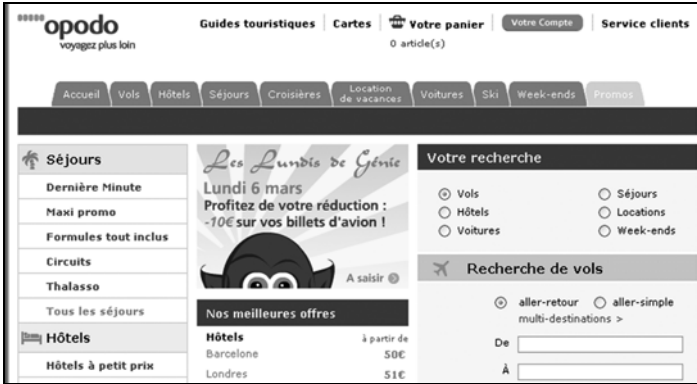 opodo
voyagez plus loin
Guides touristiques
Cartes
Votre panier
0 article(s)
Votre Compte
Service clients
Accueil
Vols
Hôtels
Séjours
Croisières
Location
de vacances
Voitures
Ski
Week-ends
Promos
Séjours
Dernière Minute
Maxi promo
Formules tout inclus
Circuits
Thalasso
Tous les séjours
Hôtels
Hôtels à petit prix
Les Lundis de Génie
Lundi 6 mars
Profitez de votre réduction :
-10€ sur vos billets d'avion !
A saisir
Nos meilleures offres
Hôtels à partir de
Barcelone 50€
Londres 51€
Votre recherche
Vols
Séjours
Hôtels
Locations
Voitures
Week-ends
Recherche de vols
aller-retour
aller-simple
multi-destinations >
De
À